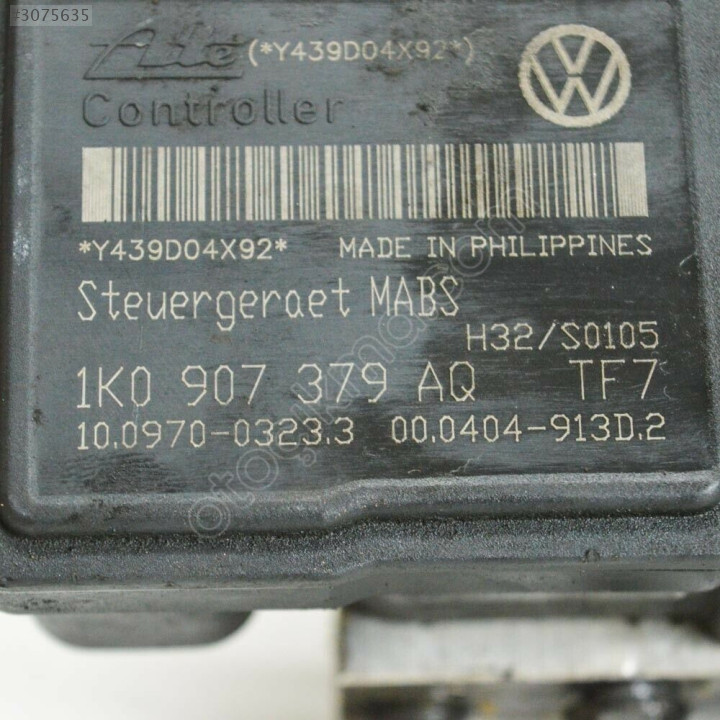 #3075635
Ate (*Y439D04X92*)
Controller
*Y439D04X92* MADE IN PHILIPPINES
Steuergeraet MABS
H32/S0105
1K0 907 379 AQ TF7
10.0970-0323.3 00.0404-913D.2